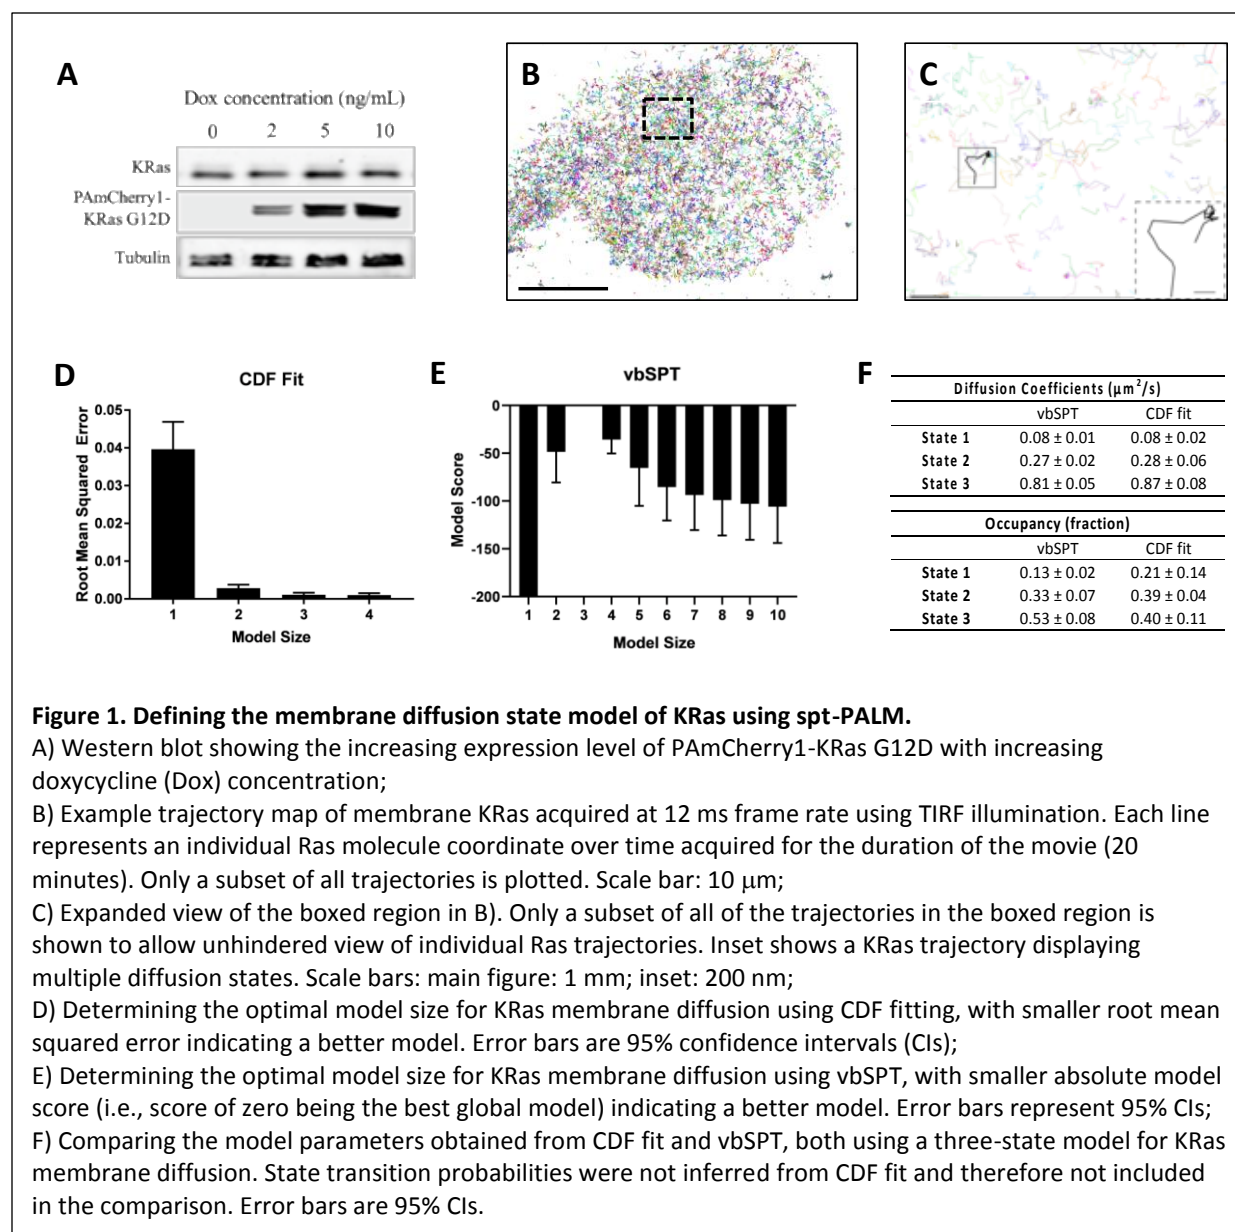 A
Dox concentration (ng/mL)
0 2 5 10
KRas
PAmCherry1-
KRas G12D
Tubulin
B
C
D
CDF Fit
Root Mean Squared Error
0.05
0.04
0.03
0.02
0.01
0.00
1 2 3 4
Model Size
E
vbSPT
Model Score
0
-50
-100
-150
-200
1 2 3 4 5 6 7 8 9 10
Model Size
F
Diffusion Coefficients (µm²/s)
vbSPT CDF fit
State 1 0.08 ± 0.01 0.08 ± 0.02
State 2 0.27 ± 0.02 0.28 ± 0.06
State 3 0.81 ± 0.05 0.87 ± 0.08
Occupancy (fraction)
vbSPT CDF fit
State 1 0.13 ± 0.02 0.21 ± 0.14
State 2 0.33 ± 0.07 0.39 ± 0.04
State 3 0.53 ± 0.08 0.40 ± 0.11
Figure 1. Defining the membrane diffusion state model of KRas using spt-PALM.
A) Western blot showing the increasing expression level of PAmCherry1-KRas G12D with increasing
doxycycline (Dox) concentration;
B) Example trajectory map of membrane KRas acquired at 12 ms frame rate using TIRF illumination. Each line
represents an individual Ras molecule coordinate over time acquired for the duration of the movie (20
minutes). Only a subset of all trajectories is plotted. Scale bar: 10 µm;
C) Expanded view of the boxed region in B). Only a subset of all of the trajectories in the boxed region is
shown to allow unhindered view of individual Ras trajectories. Inset shows a KRas trajectory displaying
multiple diffusion states. Scale bars: main figure: 1 mm; inset: 200 nm;
D) Determining the optimal model size for KRas membrane diffusion using CDF fitting, with smaller root mean
squared error indicating a better model. Error bars are 95% confidence intervals (CIs);
E) Determining the optimal model size for KRas membrane diffusion using vbSPT, with smaller absolute model
score (i.e., score of zero being the best global model) indicating a better model. Error bars represent 95% CIs;
F) Comparing the model parameters obtained from CDF fit and vbSPT, both using a three-state model for KRas
membrane diffusion. State transition probabilities were not inferred from CDF fit and therefore not included
in the comparison. Error bars are 95% CIs.